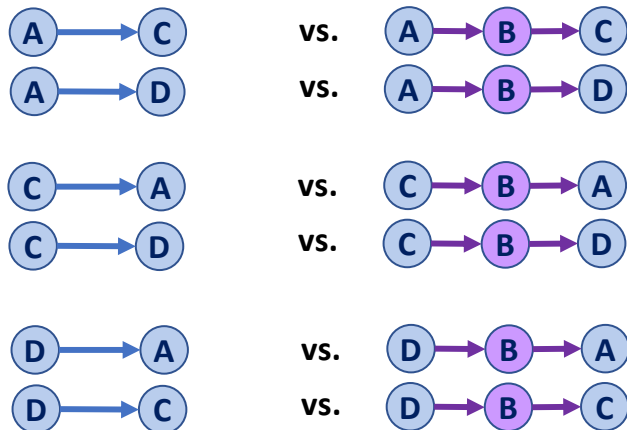 A C vs. A B C
A D vs. A B D
C A vs. C B A
C D vs. C B D
D A vs. D B A
D C vs. D B C